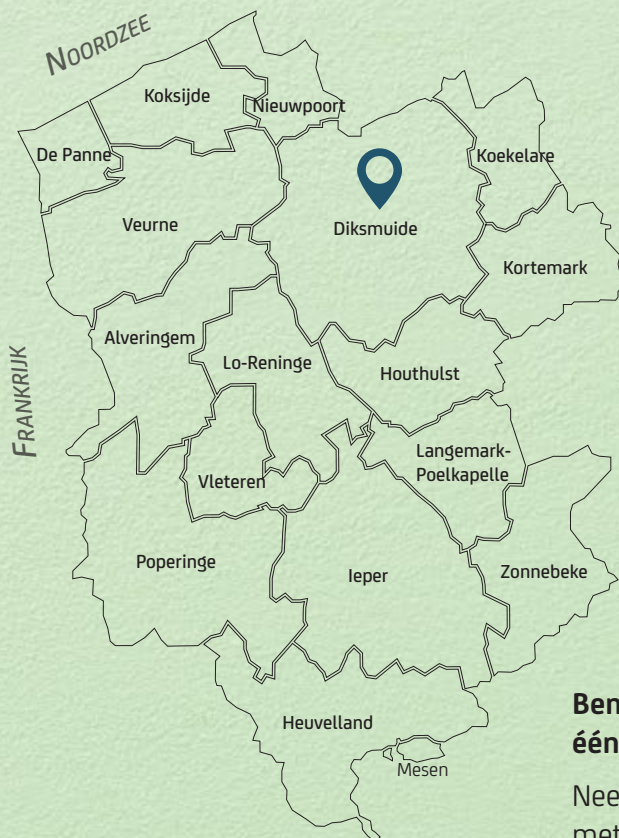 NOORDZEE
Koksijde
Nieuwpoort
De Panne
Koekelare
Veurne
Diksmuide
Kortemark
Alveringem
Lo-Reninge
Houthulst
FRANKRIJK
Langemark-
Poelkapelle
Vleteren
Poperinge
Ieper
Zonnebeke
Heuvelland
Mesen
Ben
één
Nee
met